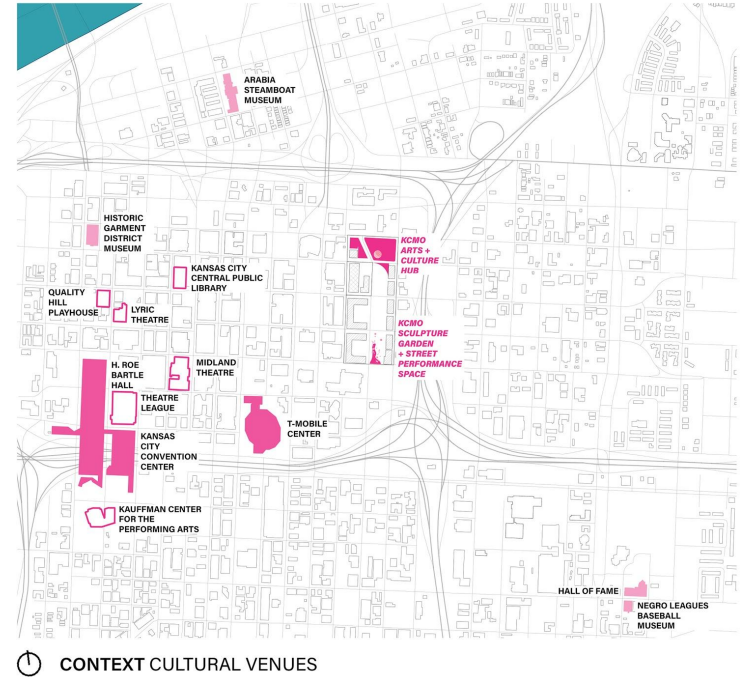 ARABIA
STEAMBOAT
MUSEUM
HISTORIC
GARMENT
DISTRICT
MUSEUM
KCMO
ARTS +
CULTURE
HUB
KANSAS CITY
CENTRAL PUBLIC
LIBRARY
QUALITY
HILL
PLAYHOUSE
LYRIC
THEATRE
KCMO
SCULPTURE
GARDEN
+ STREET
PERFORMANCE
SPACE
H. ROE
BARTLE
HALL
MIDLAND
THEATRE
THEATRE
LEAGUE
T-MOBILE
CENTER
KANSAS
CITY
CONVENTION
CENTER
KAUFFMAN CENTER
FOR THE
PERFORMING ARTS
HALL OF FAME
NEGRO LEAGUES
BASEBALL
MUSEUM
CONTEXT CULTURAL VENUES